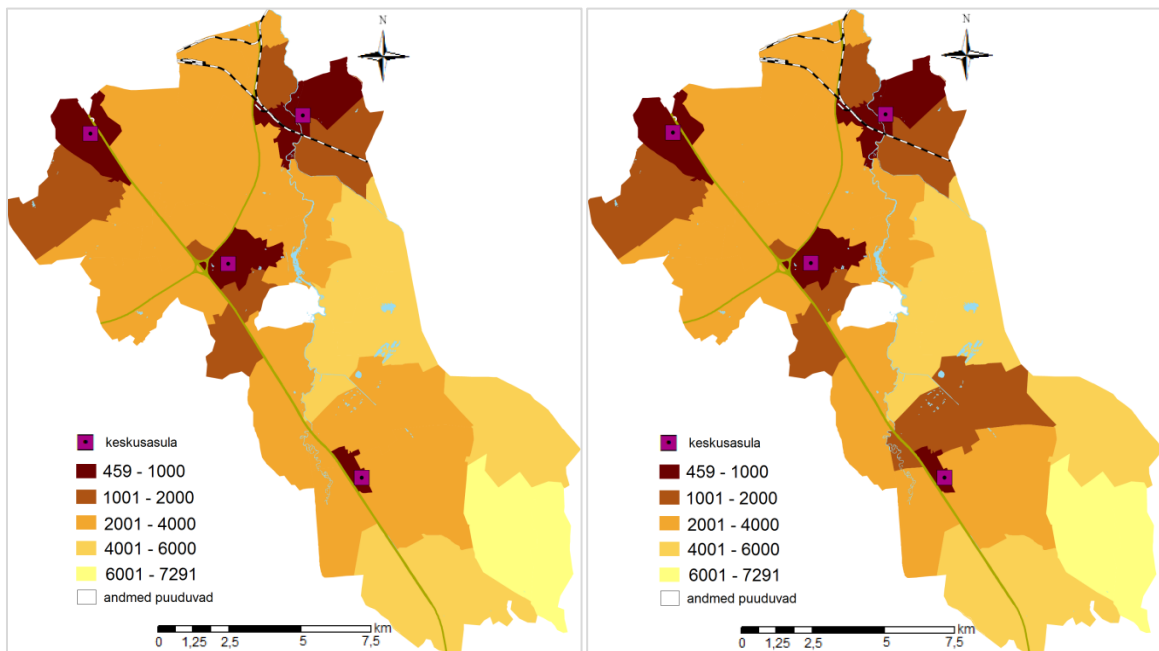 N
keskusasula
459 - 1000
1001 - 2000
2001 - 4000
4001 - 6000
6001 - 7291
andmed puuduvad
km
0 1,25 2,5 5 7,5
N
keskusasula
459 - 1000
1001 - 2000
2001 - 4000
4001 - 6000
6001 - 7291
andmed puuduvad
km
0 1,25 2,5 5 7,5